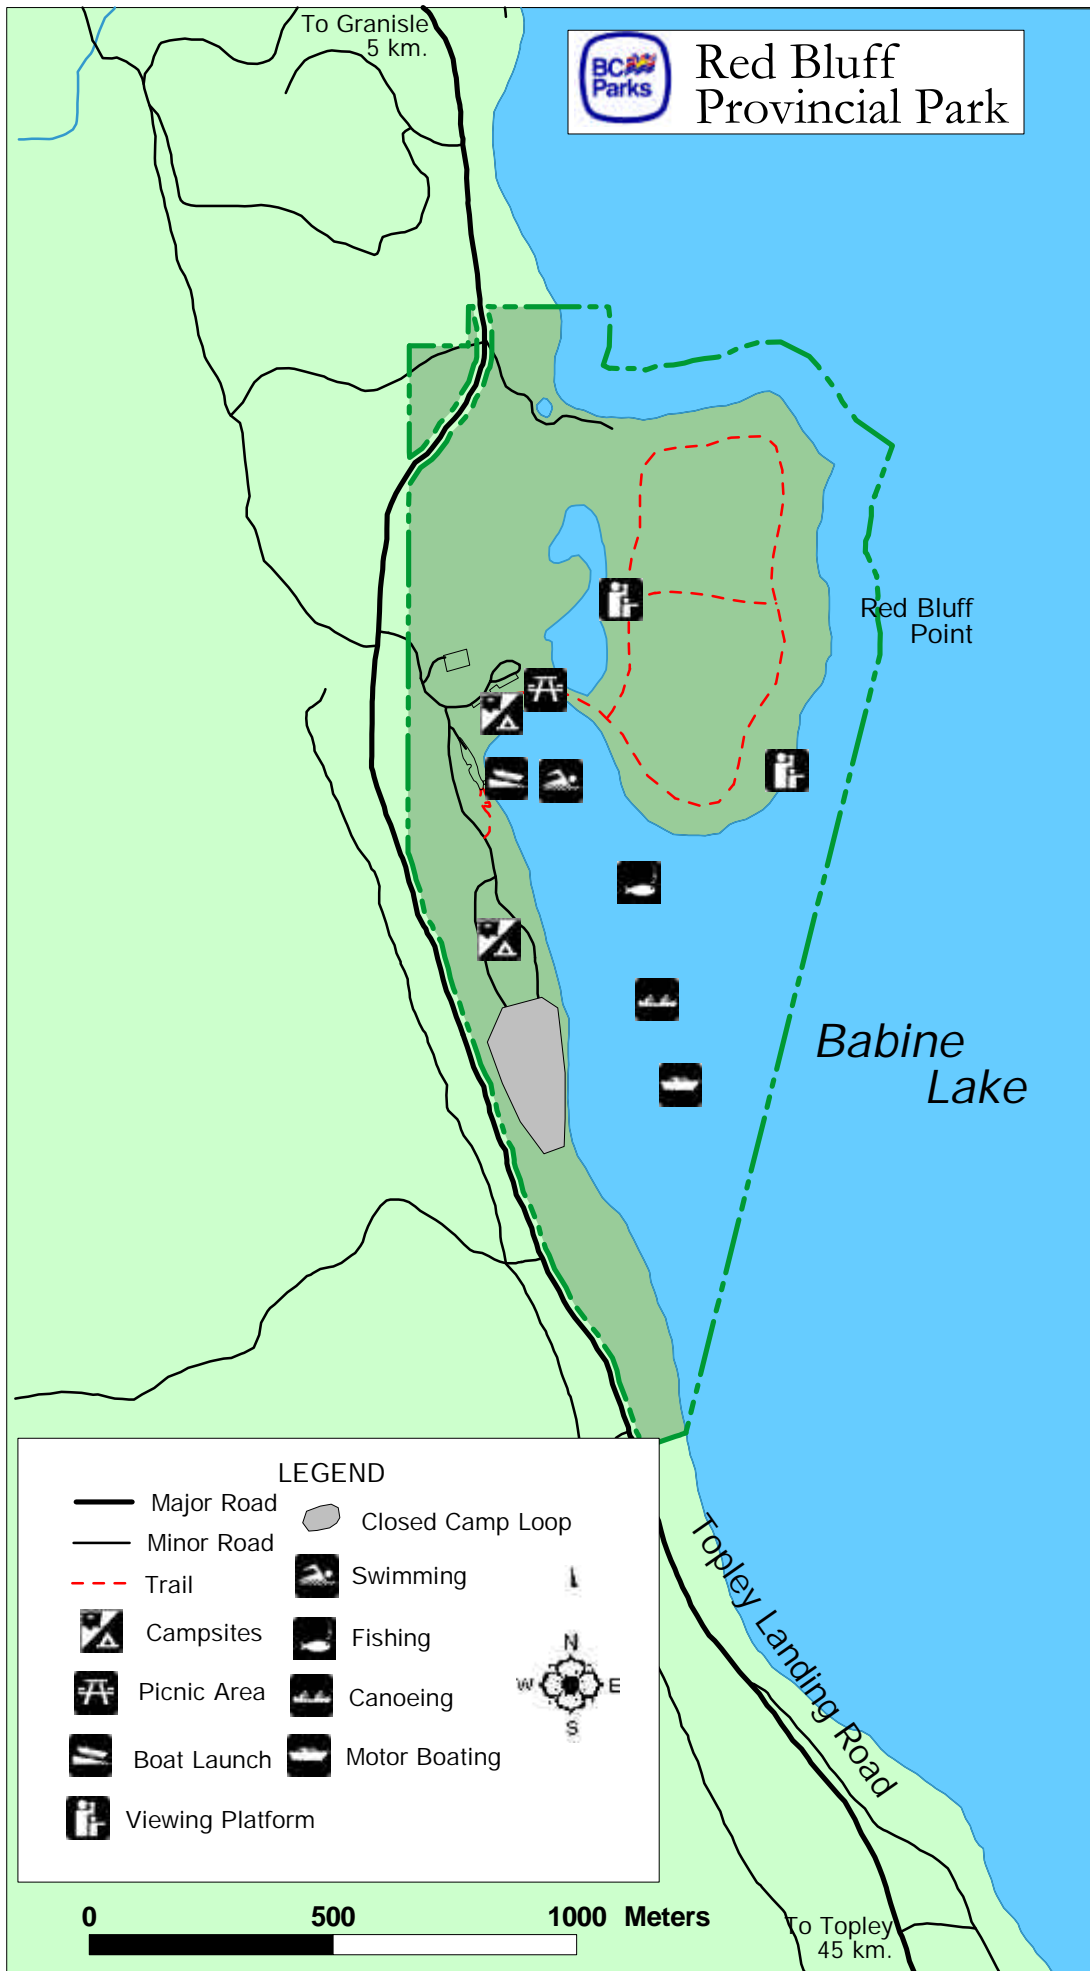 To Granisle
5 km.
BC
Parks
Red Bluff
Provincial Park
Red Bluff
Point
Babine
Lake
LEGEND
Major Road
Minor Road
Trail
Campsites
Picnic Area
Boat Launch
Viewing Platform
Closed Camp Loop
Swimming
Fishing
Canoeing
Motor Boating
N
W E
S
Topley Landing Road
0 500 1000 Meters
To Topley
45 km.